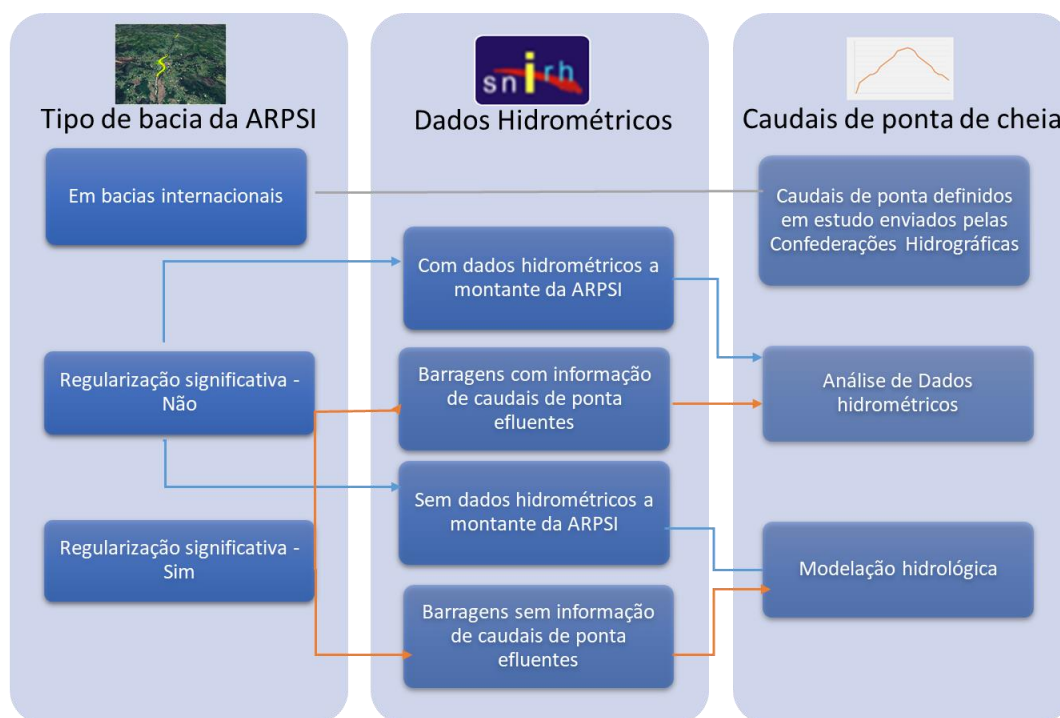 snirh
Tipo de bacia da ARPSI
Dados Hidrométricos
Caudais de ponta de cheia
Em bacias internacionais
Caudais de ponta definidos
em estudo enviados pelas
Confederações Hidrográficas
Com dados hidrométricos a
montante da ARPSI
Regularização significativa -
Não
Barragens com informação
de caudais de ponta
efluentes
Análise de Dados
hidrométricos
Sem dados hidrométricos a
montante da ARPSI
Regularização significativa -
Sim
Modelação hidrológica
Barragens sem informação
de caudais de ponta
efluentes